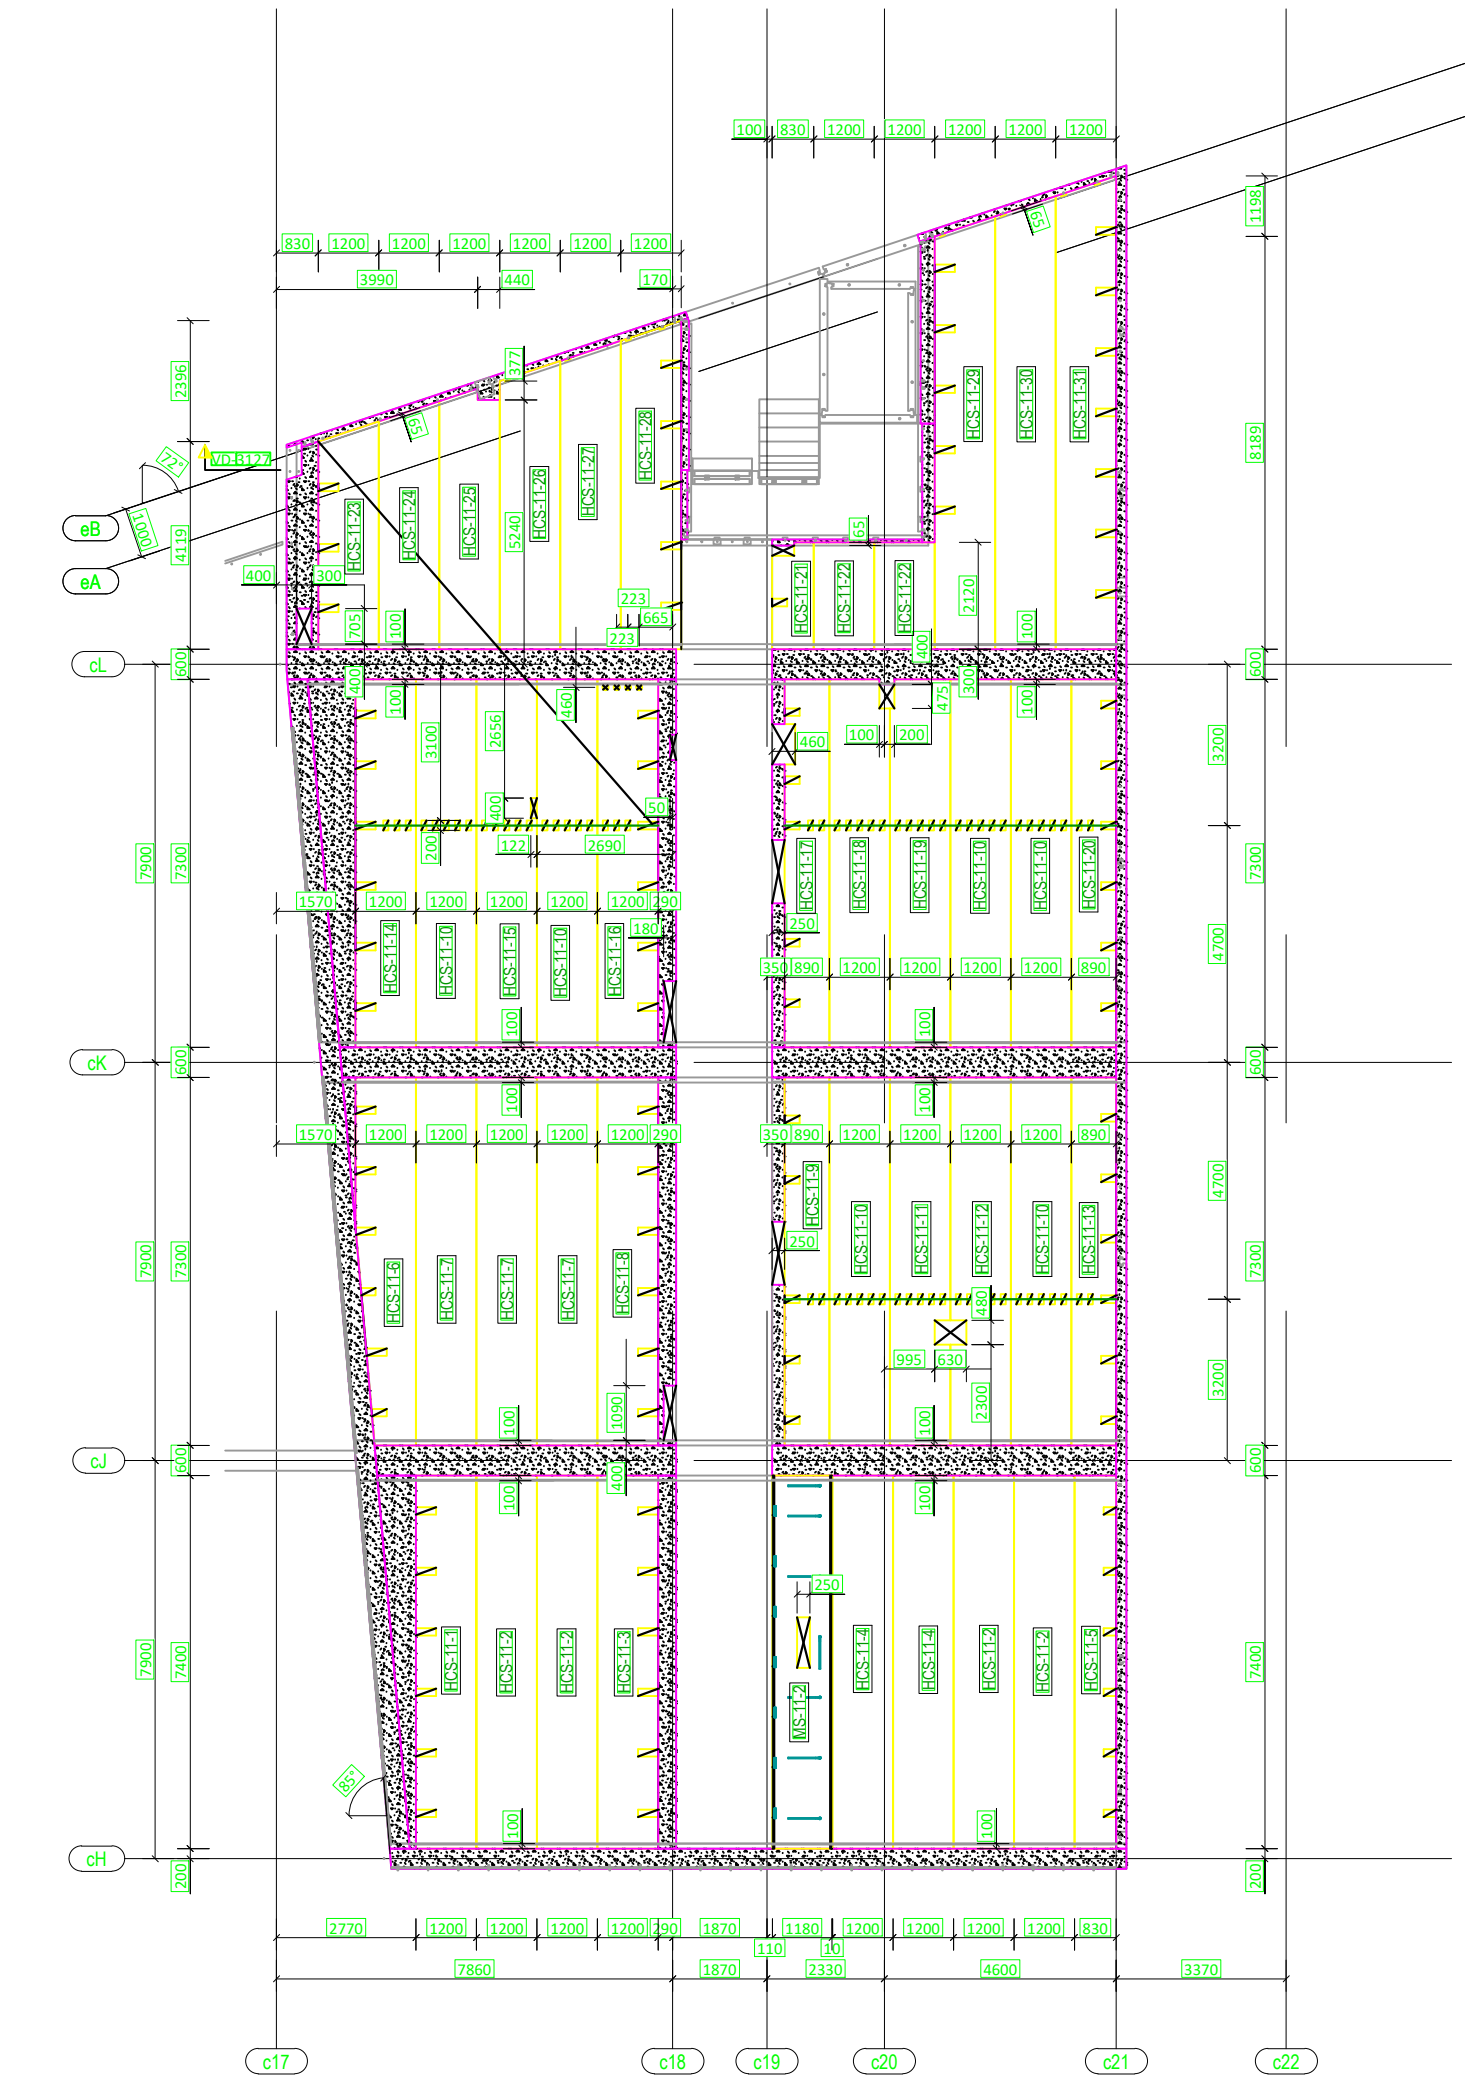 100 830 1200 1200 1200 1200 1200
1198
65
830 1200 1200 1200 1200 1200 1200
3990 440 170
377
2396
65
HCS-11-29 HCS-11-30 HCS-11-31
8189
VD-B127
72°
HCS-11-23 HCS-11-24 HCS-11-25 HCS-11-26 HCS-11-27 HCS-11-28
eB
1000
4119
5240
165
eA
400 300
HCS-11-21 HCS-11-22 HCS-11-22
2120
223
665
705 100
223
400
100
cL
600
400
100
460
300
475
100
600
3100
2656
100 200
460
3200
400
50
200
122 2690
7900
7300
HCS-11-17 HCS-11-18 HCS-11-19 HCS-11-10 HCS-11-10 HCS-11-20
7300
1570 1200 1200 1200 1200 1200 290
180
250
4700
HCS-11-14 HCS-11-10 HCS-11-15 HCS-11-10 HCS-11-16
350 890 1200 1200 1200 1200 890
100
100
cK
600
600
100
100
1570 1200 1200 1200 1200 1200 290
350 890 1200 1200 1200 1200 890
HCS-11-9
4700
HCS-11-10 HCS-11-11 HCS-11-12 HCS-11-10 HCS-11-13
250
7900
7300
HCS-11-6 HCS-11-7 HCS-11-7 HCS-11-7 HCS-11-8
7300
480
995 630
2300
3200
1090
100
100
cJ
600
400
600
100
100
250
7900
7400
HCS-11-1 HCS-11-2 HCS-11-2 HCS-11-3
MS-11-2
HCS-11-4 HCS-11-4 HCS-11-2 HCS-11-2 HCS-11-5
7400
85°
100
100
cH
200
200
2770 1200 1200 1200 1200 290 1870 1180 1200 1200 1200 1200 830
110 10
7860 1870 2330 4600 3370
c17 c18 c19 c20 c21 c22